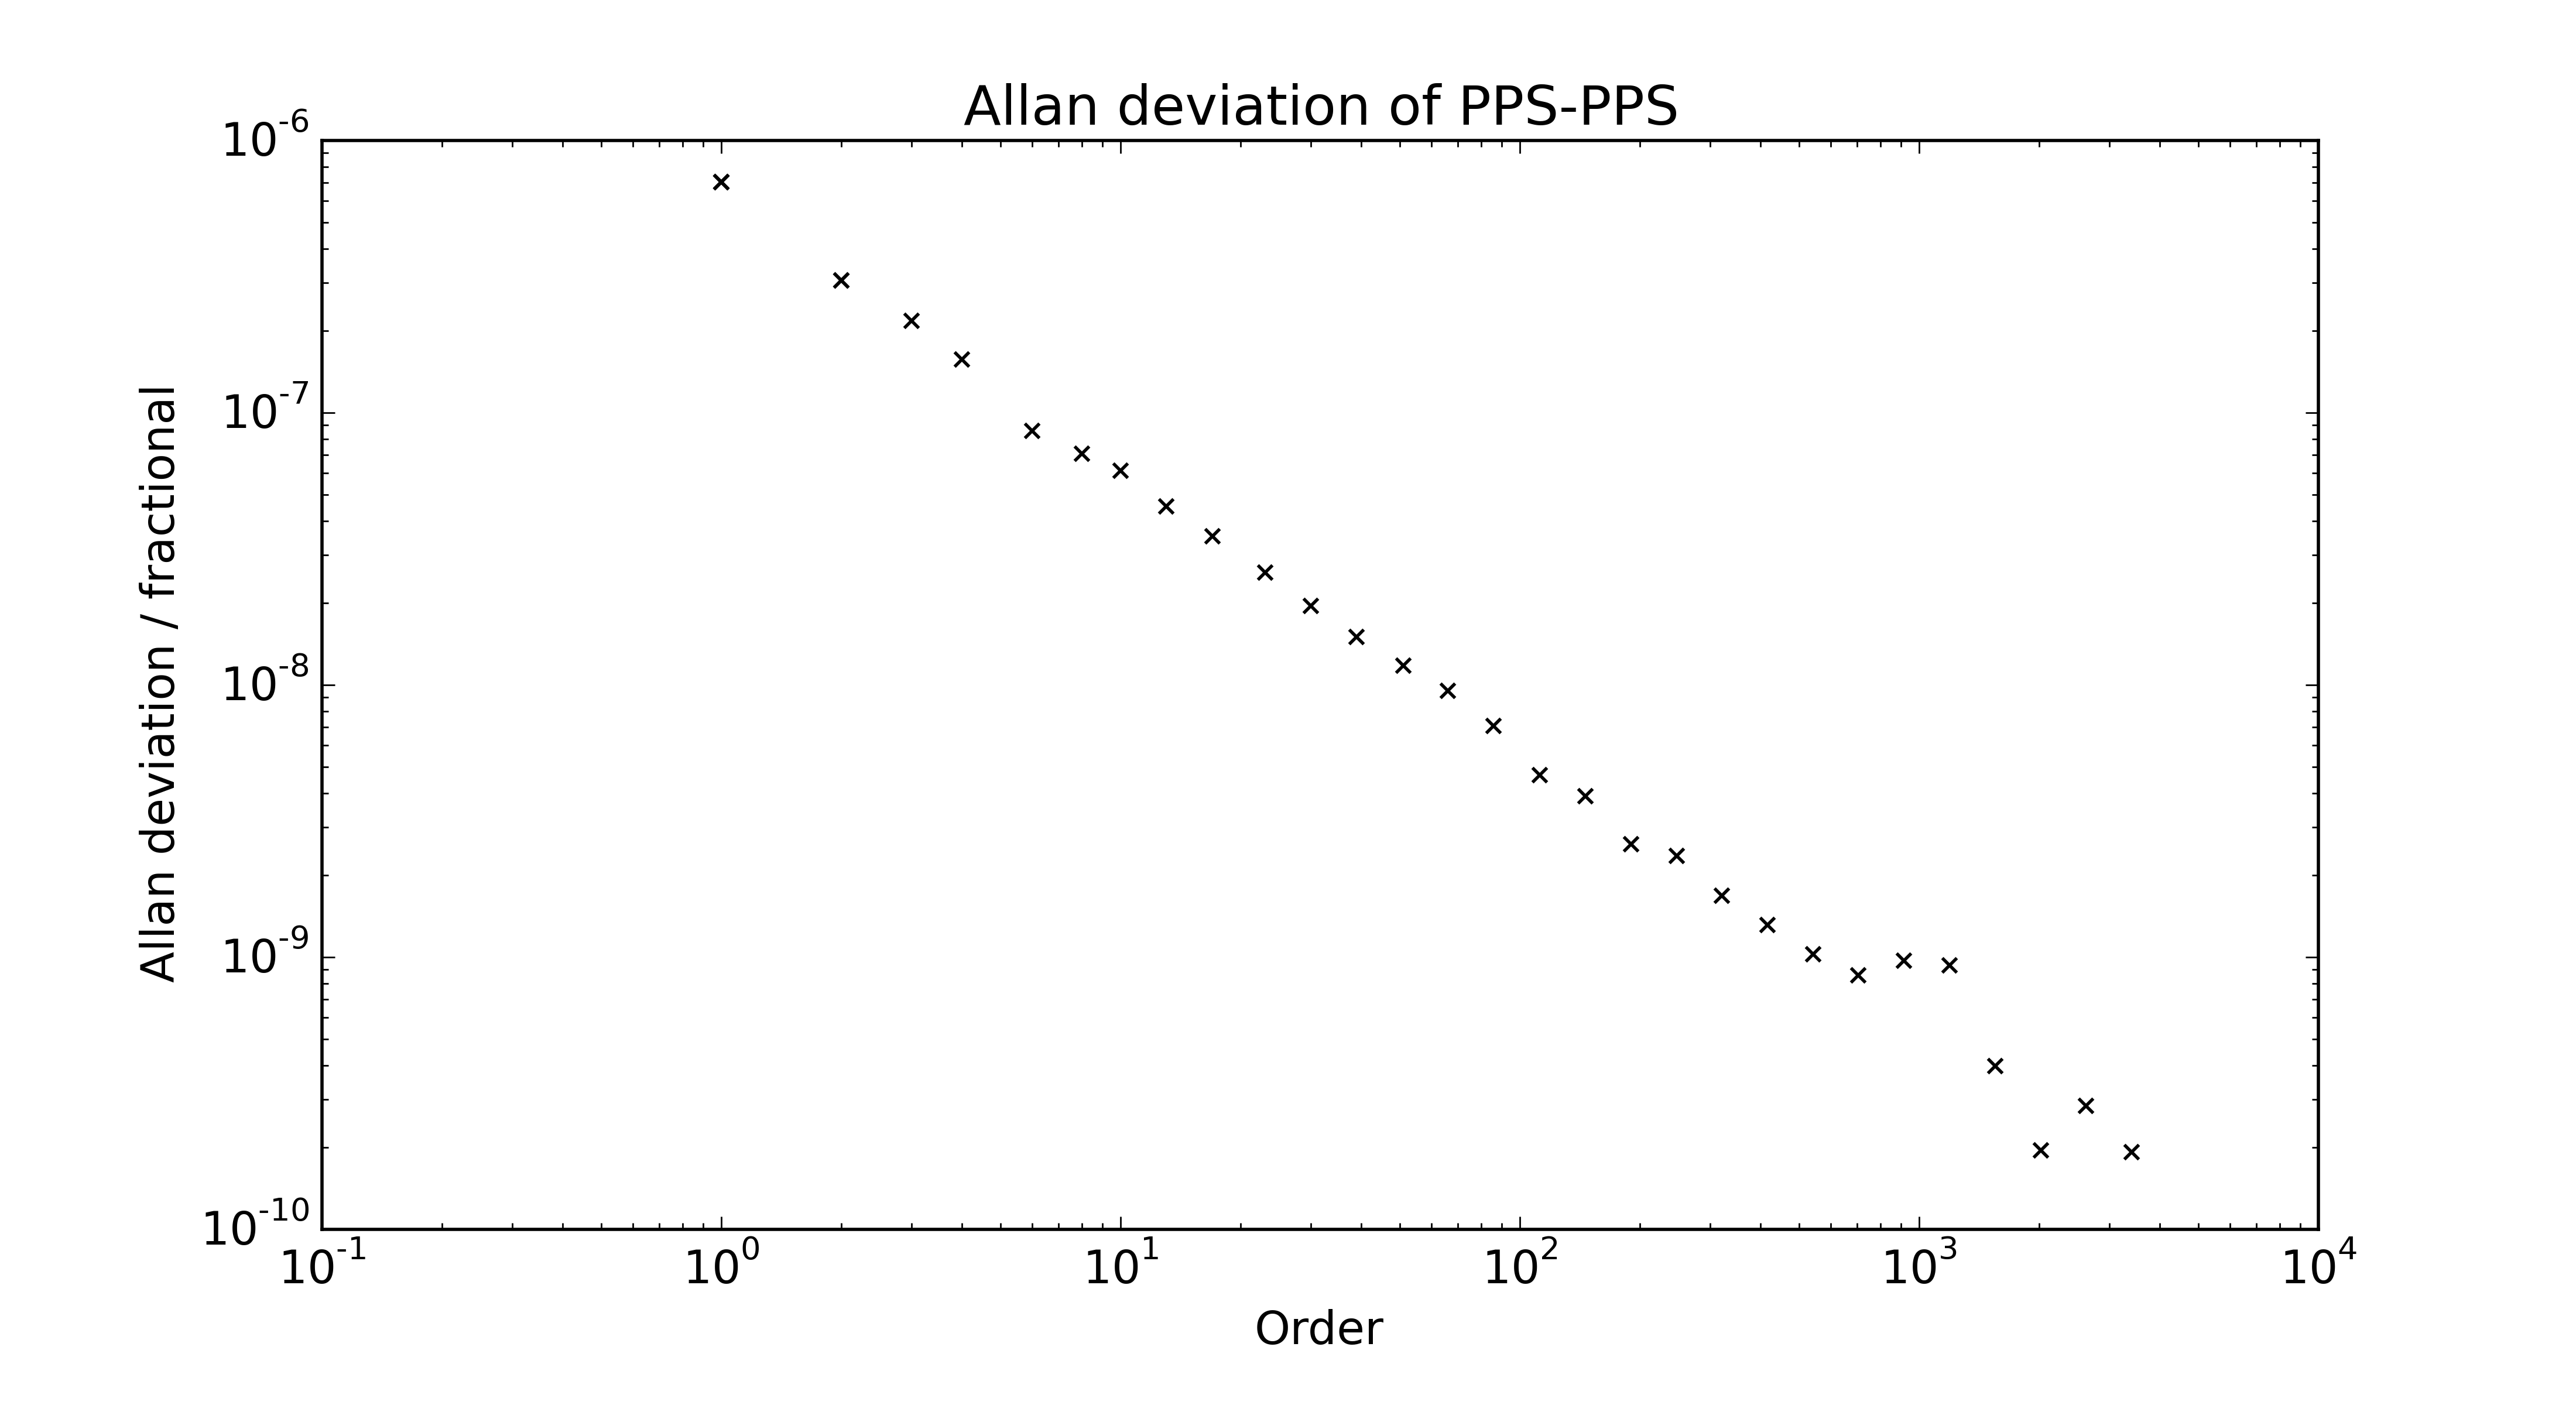 Allan deviation of PPS-PPS
Allan deviation / fractional
10^-6
10^-7
10^-8
10^-9
10^-10
10^-1 10^0 10^1 10^2 10^3 10^4
Order